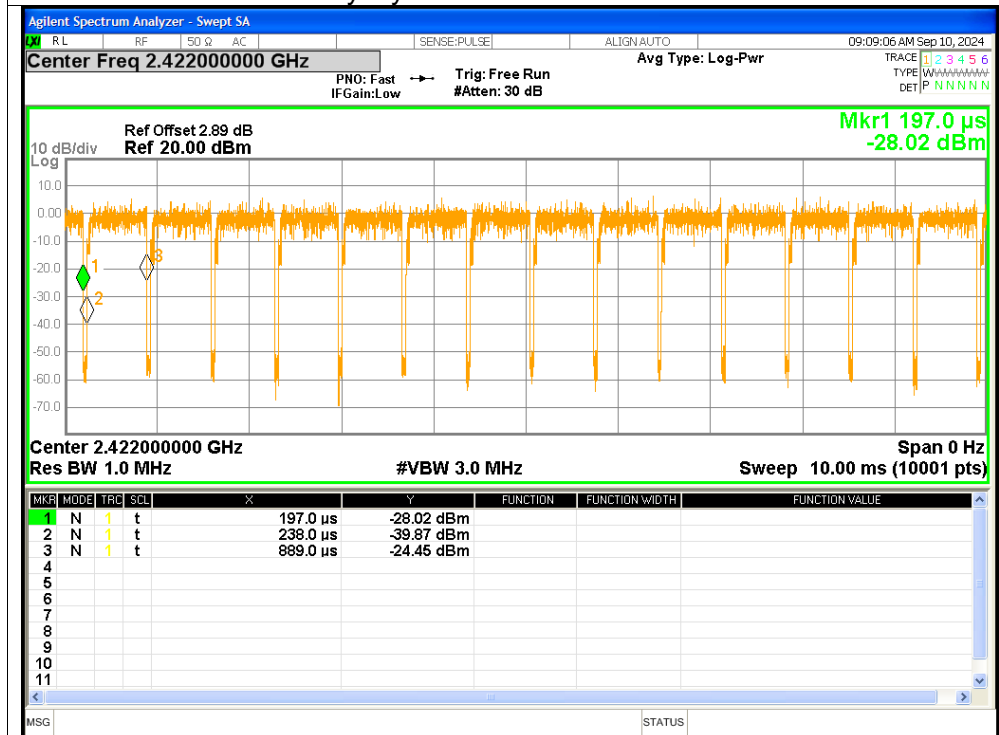 Agilent Spectrum Analyzer - Swept SA
LXI RL RF 50 Ω AC SENSE:PULSE ALIGN AUTO 09:09:06 AM Sep 10, 2024
Center Freq 2.422000000 GHz Avg Type: Log-Pwr TRACE 1 2 3 4 5 6
PNO: Fast Trig: Free Run TYPE W
IFGain:Low #Atten: 30 dB DET P N N N N N
Mkr1 197.0 µs
-28.02 dBm
Ref Offset 2.89 dB
10 dB/div Ref 20.00 dBm
Log
10.0
0.00
-10.0
-20.0
-30.0
-40.0
-50.0
-60.0
-70.0
1
2
3
Center 2.422000000 GHz Span 0 Hz
Res BW 1.0 MHz #VBW 3.0 MHz Sweep 10.00 ms (10001 pts)
MKR MODE TRC SCL X Y FUNCTION FUNCTION WIDTH FUNCTION VALUE
1 N 1 t 197.0 µs -28.02 dBm
2 N 1 t 238.0 µs -39.87 dBm
3 N 1 t 889.0 µs -24.45 dBm
4
5
6
7
8
9
10
11
MSG STATUS